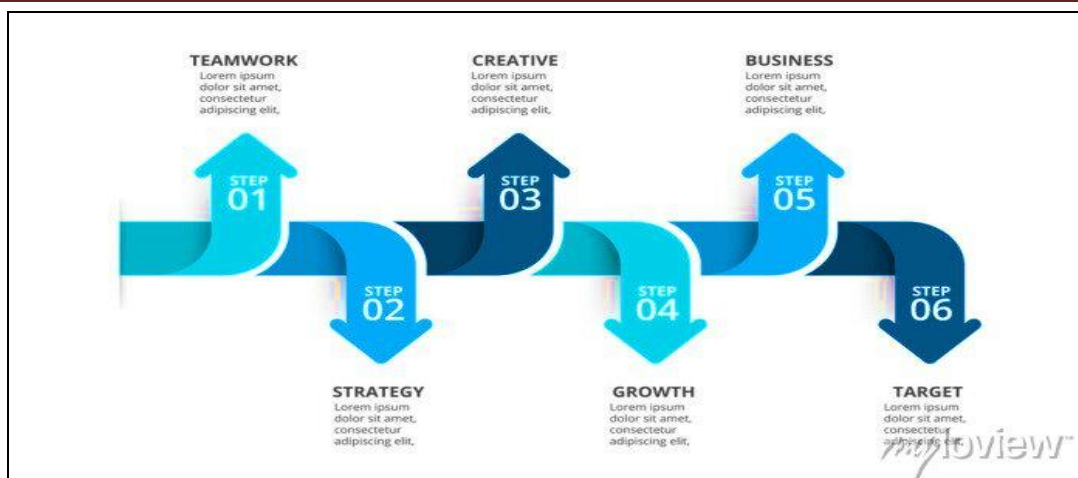 TEAMWORK
Lorem ipsum
dolor sit amet,
consectetur
adipiscing elit,
STEP
01
STRATEGY
Lorem ipsum
dolor sit amet,
consectetur
adipiscing elit,
STEP
02
CREATIVE
Lorem ipsum
dolor sit amet,
consectetur
adipiscing elit,
STEP
03
GROWTH
Lorem ipsum
dolor sit amet,
consectetur
adipiscing elit,
STEP
04
BUSINESS
Lorem ipsum
dolor sit amet,
consectetur
adipiscing elit,
STEP
05
TARGET
Lorem ipsum
dolor sit amet,
consectetur
adipiscing elit,
STEP
06
myloview